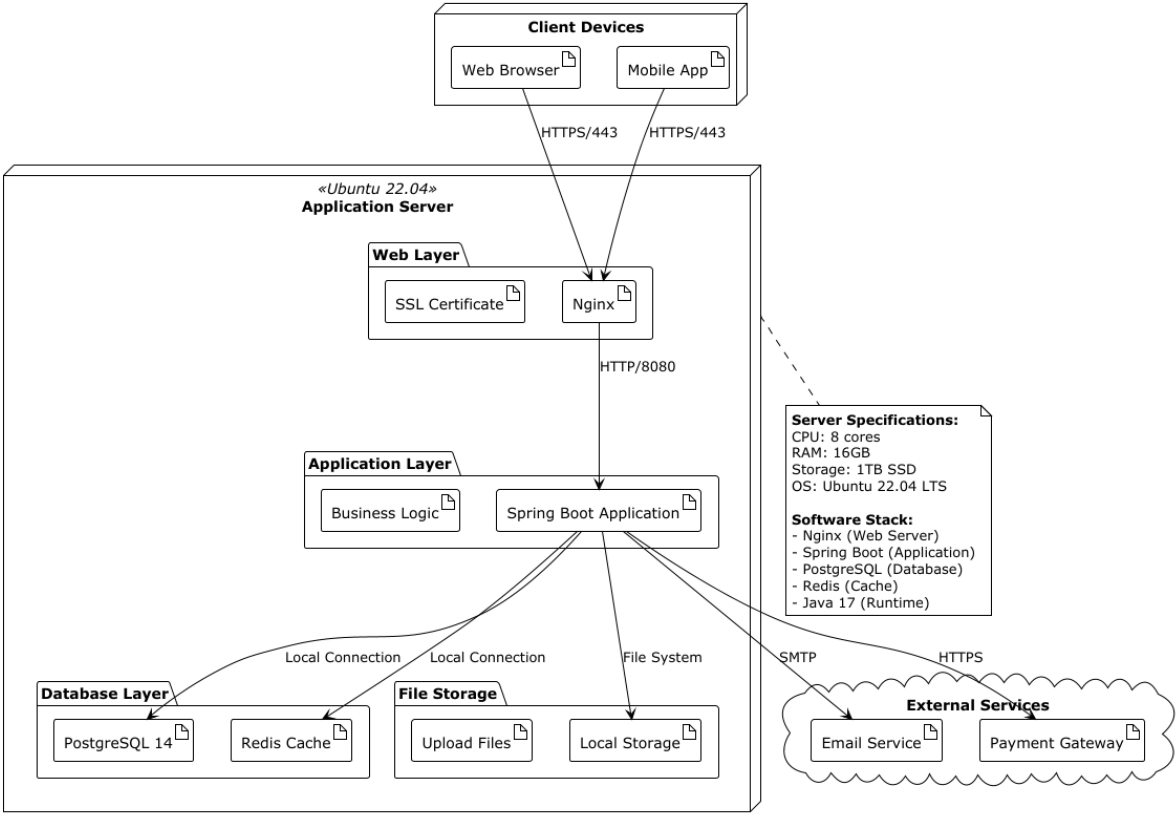 Client Devices
Web Browser
Mobile App
HTTPS/443
HTTPS/443
«Ubuntu 22.04»
Application Server
Web Layer
SSL Certificate
Nginx
HTTP/8080
Server Specifications:
CPU: 8 cores
RAM: 16GB
Storage: 1TB SSD
OS: Ubuntu 22.04 LTS
Software Stack:
- Nginx (Web Server)
- Spring Boot (Application)
- PostgreSQL (Database)
- Redis (Cache)
- Java 17 (Runtime)
Application Layer
Business Logic
Spring Boot Application
Local Connection
Local Connection
File System
SMTP
HTTPS
Database Layer
PostgreSQL 14
Redis Cache
File Storage
Upload Files
Local Storage
External Services
Email Service
Payment Gateway